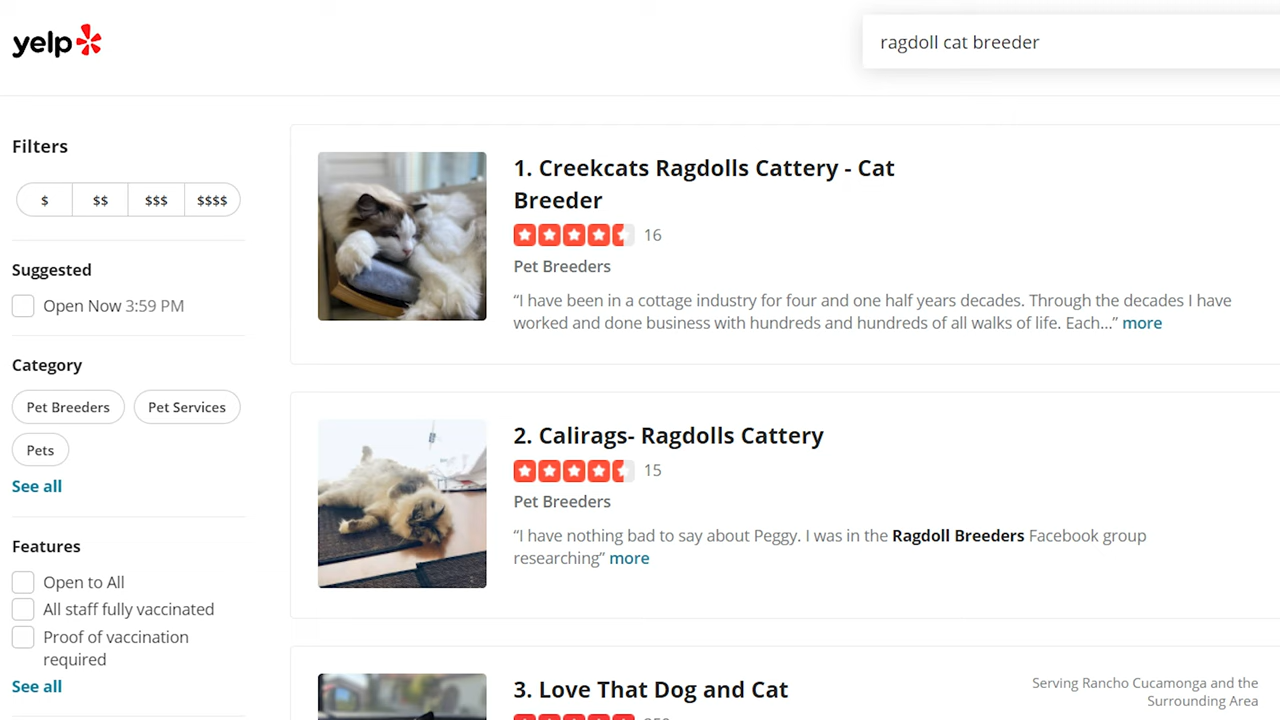 yelp
ragdoll cat breeder
Filters
$ $$ $$$ $$$$
Suggested
Open Now 3:59 PM
Category
Pet Breeders Pet Services
Pets
See all
Features
Open to All
All staff fully vaccinated
Proof of vaccination
required
See all
1. Creekcats Ragdolls Cattery - Cat
Breeder
16
Pet Breeders
“I have been in a cottage industry for four and one half years decades. Through the decades I have
worked and done business with hundreds and hundreds of all walks of life. Each...” more
2. Calirags- Ragdolls Cattery
15
Pet Breeders
“I have nothing bad to say about Peggy. I was in the Ragdoll Breeders Facebook group
researching” more
3. Love That Dog and Cat
Serving Rancho Cucamonga and the
Surrounding Area